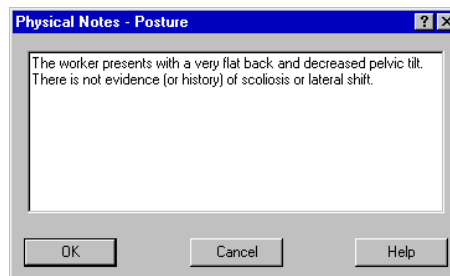 Physical Notes - Posture
? X
The worker presents with a very flat back and decreased pelvic tilt.
There is not evidence (or history) of scoliosis or lateral shift.
OK Cancel Help